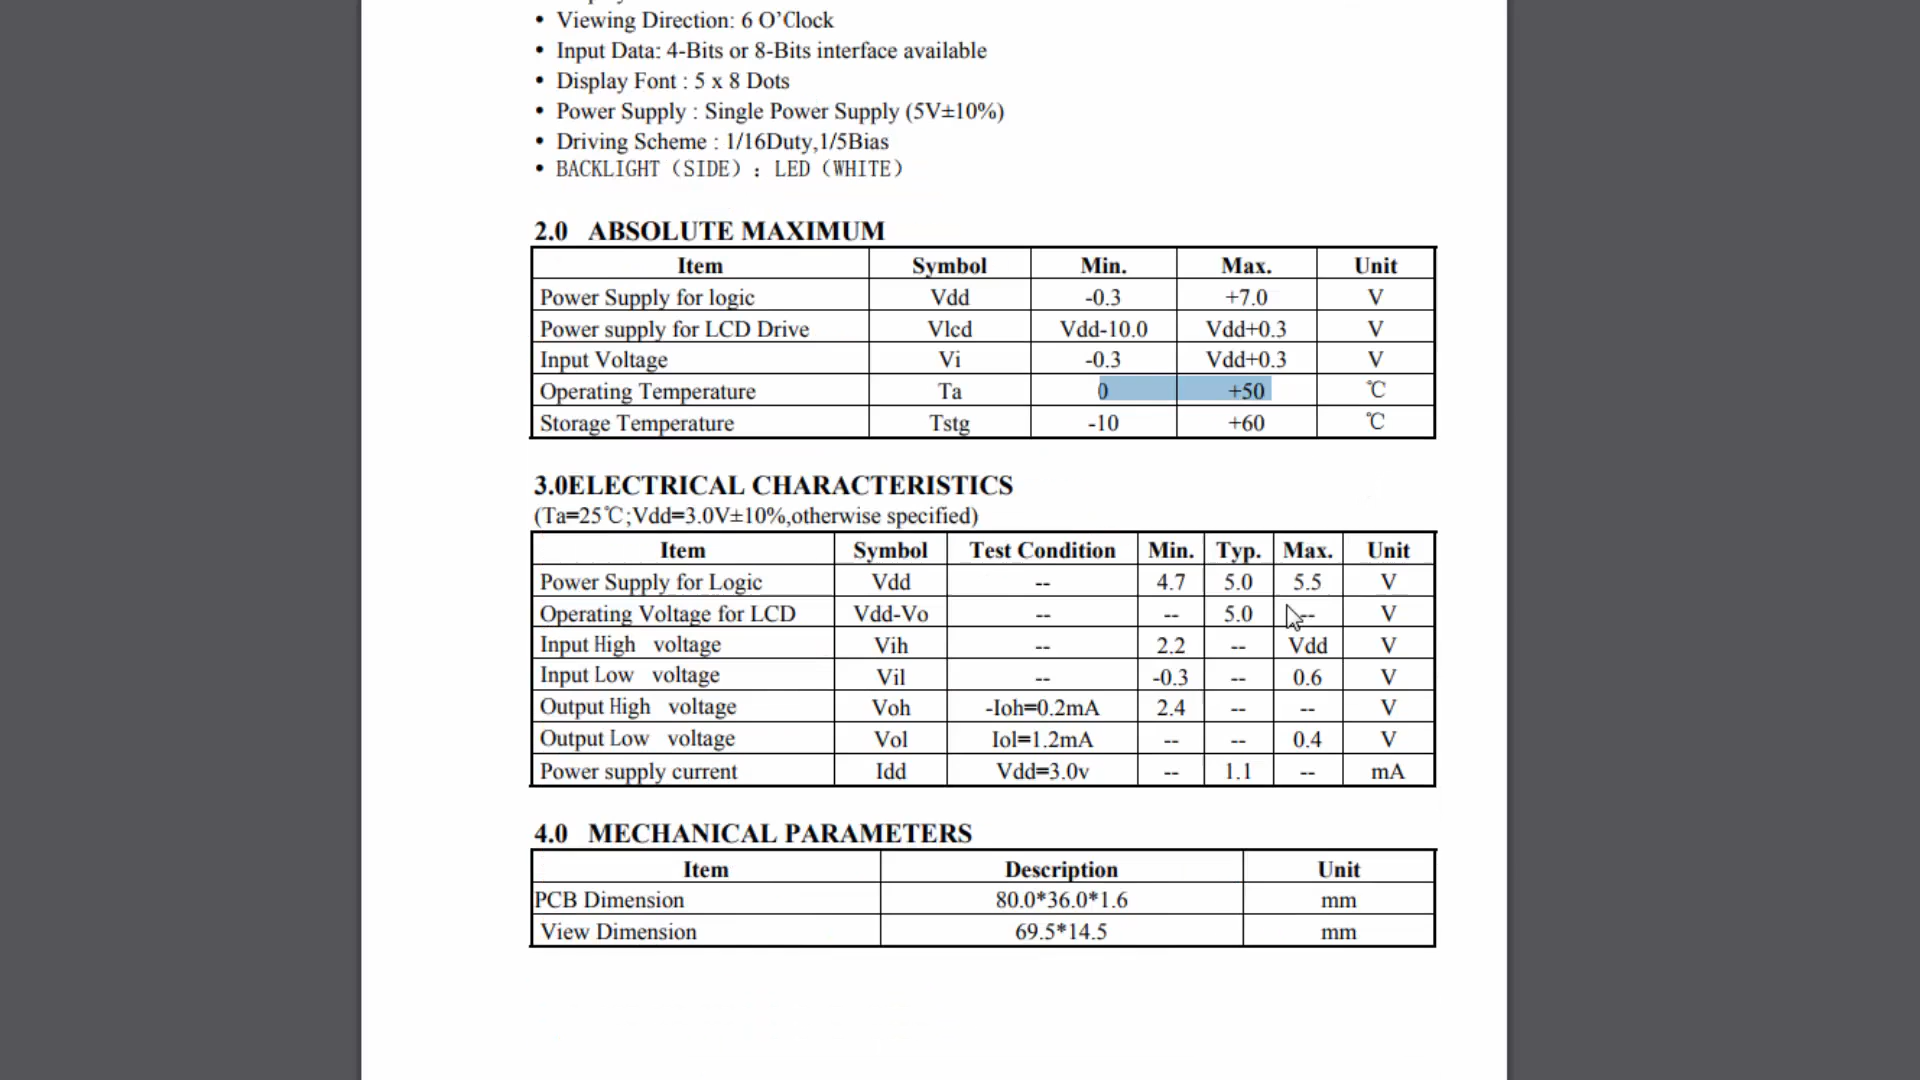 • Viewing Direction: 6 O’Clock
• Input Data: 4-Bits or 8-Bits interface available
• Display Font : 5 x 8 Dots
• Power Supply : Single Power Supply (5V±10%)
• Driving Scheme : 1/16Duty,1/5Bias
• BACKLIGHT（SIDE）：LED（WHITE）
2.0 ABSOLUTE MAXIMUM
Item Symbol Min. Max. Unit
Power Supply for logic Vdd -0.3 +7.0 V
Power supply for LCD Drive Vlcd Vdd-10.0 Vdd+0.3 V
Input Voltage Vi -0.3 Vdd+0.3 V
Operating Temperature Ta 0 +50 ℃
Storage Temperature Tstg -10 +60 ℃
3.0ELECTRICAL CHARACTERISTICS
(Ta=25℃;Vdd=3.0V±10%,otherwise specified)
Item Symbol Test Condition Min. Typ. Max. Unit
Power Supply for Logic Vdd -- 4.7 5.0 5.5 V
Operating Voltage for LCD Vdd-Vo -- -- 5.0 -- V
Input High voltage Vih -- 2.2 -- Vdd V
Input Low voltage Vil -- -0.3 -- 0.6 V
Output High voltage Voh -Ioh=0.2mA 2.4 -- -- V
Output Low voltage Vol Iol=1.2mA -- -- 0.4 V
Power supply current Idd Vdd=3.0v -- 1.1 -- mA
4.0 MECHANICAL PARAMETERS
Item Description Unit
PCB Dimension 80.0*36.0*1.6 mm
View Dimension 69.5*14.5 mm